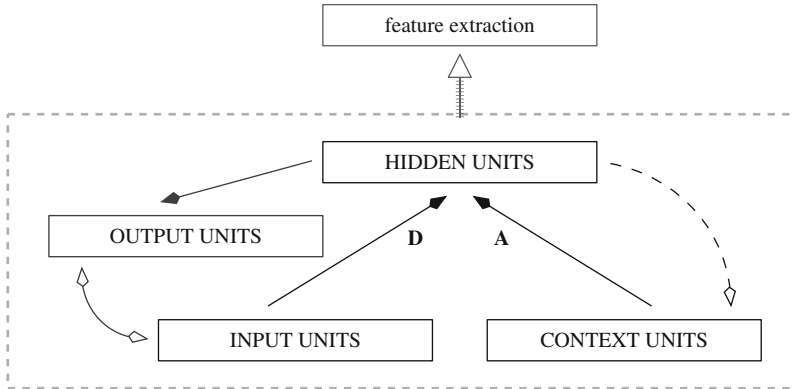 feature extraction
HIDDEN UNITS
OUTPUT UNITS
D
A
INPUT UNITS
CONTEXT UNITS